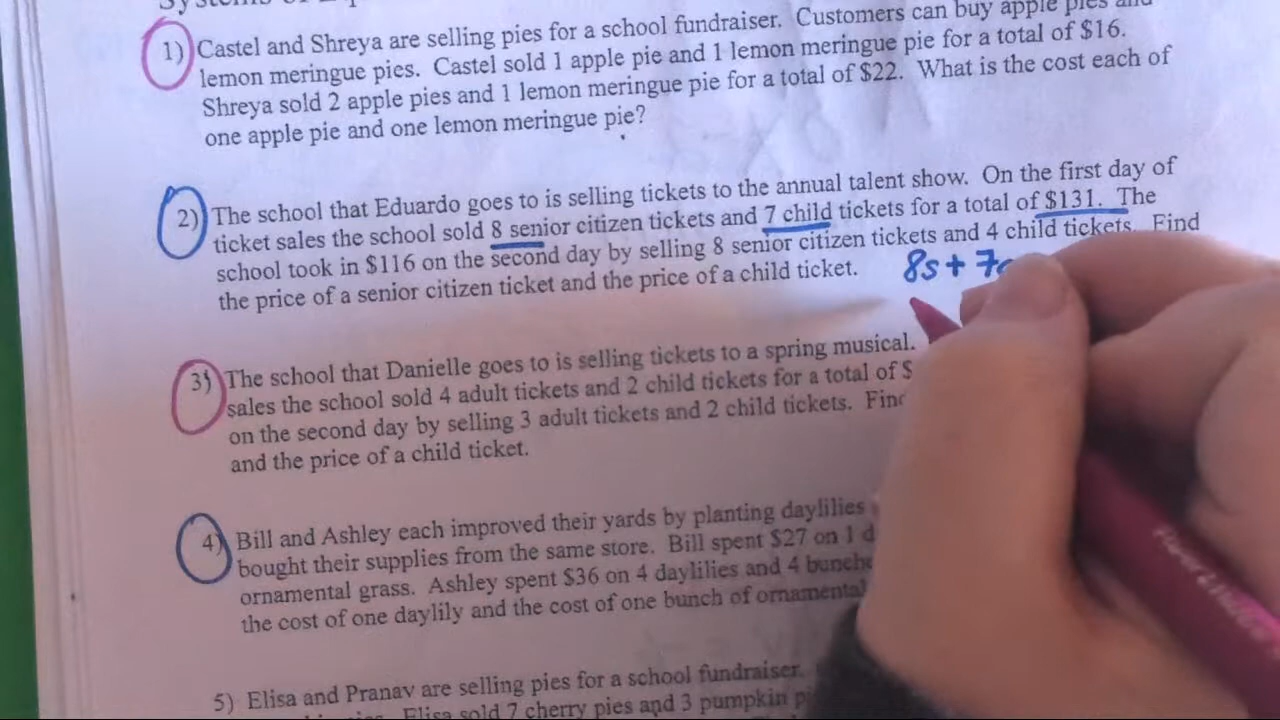 1) Castel and Shreya are selling pies for a school fundraiser. Customers can buy apple pies and
lemon meringue pies. Castel sold 1 apple pie and 1 lemon meringue pie for a total of $16.
Shreya sold 2 apple pies and 1 lemon meringue pie for a total of $22. What is the cost each of
one apple pie and one lemon meringue pie?
2) The school that Eduardo goes to is selling tickets to the annual talent show. On the first day of
ticket sales the school sold 8 senior citizen tickets and 7 child tickets for a total of $131. The
school took in $116 on the second day by selling 8 senior citizen tickets and 4 child tickets. Find
the price of a senior citizen ticket and the price of a child ticket.
8s + 7c
3) The school that Danielle goes to is selling tickets to a spring musical.
sales the school sold 4 adult tickets and 2 child tickets for a total of $
on the second day by selling 3 adult tickets and 2 child tickets. Find
and the price of a child ticket.
4) Bill and Ashley each improved their yards by planting daylilies
bought their supplies from the same store. Bill spent $27 on 1 d
ornamental grass. Ashley spent $36 on 4 daylilies and 4 bunche
the cost of one daylily and the cost of one bunch of ornamental
5) Elisa and Pranav are selling pies for a school fundraiser.
Elisa sold 7 cherry pies and 3 pumpkin p